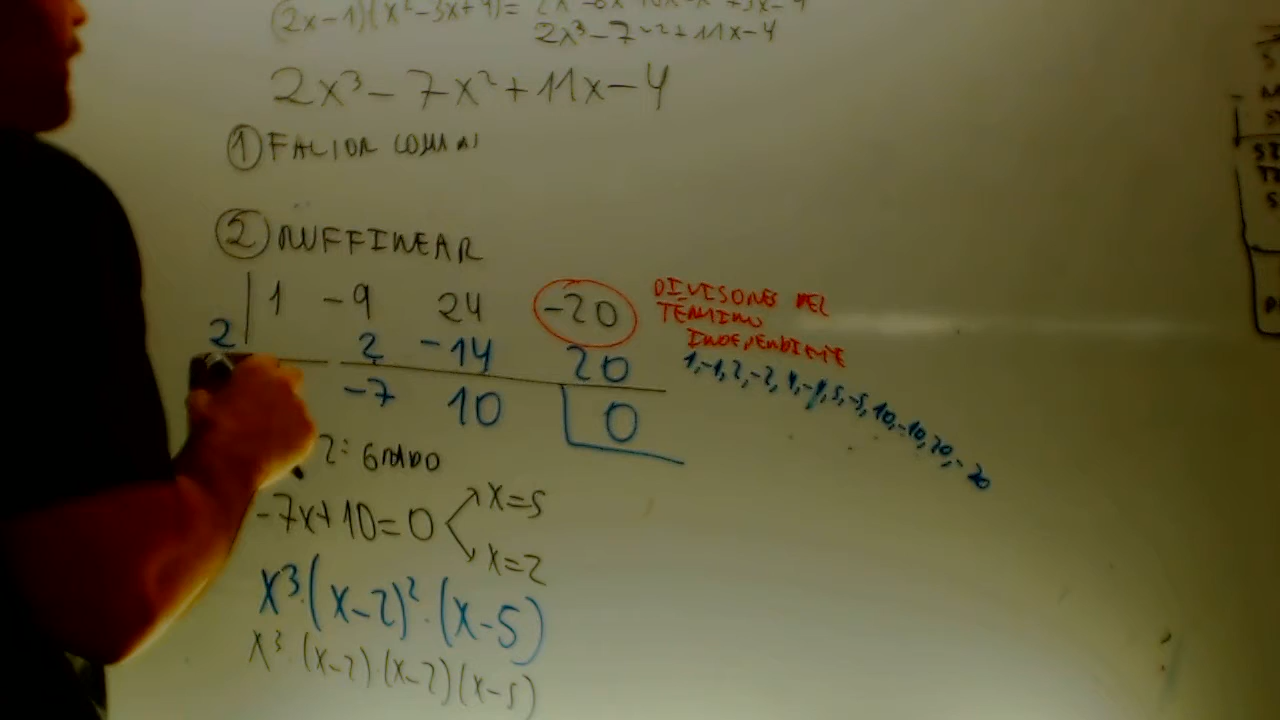 (2x-1)(x²-3x+4)=
2x³-7x²+11x-4
2x³-7x²+11x-4
① FACTOR COMÚN
② RUFFINEAR
1 -9 24 -20
2 2 -14 20
-7 10 0
DIVISORES DEL
TÉRMINO
INDEPENDIENTE
1,-1,2,-2,4,-4,5,-5,10,-10,20,-20
2º GRADO
-7x+10=0
x=5
x=2
x³·(x-2)²·(x-5)
x³·(x-2)(x-2)(x-5)